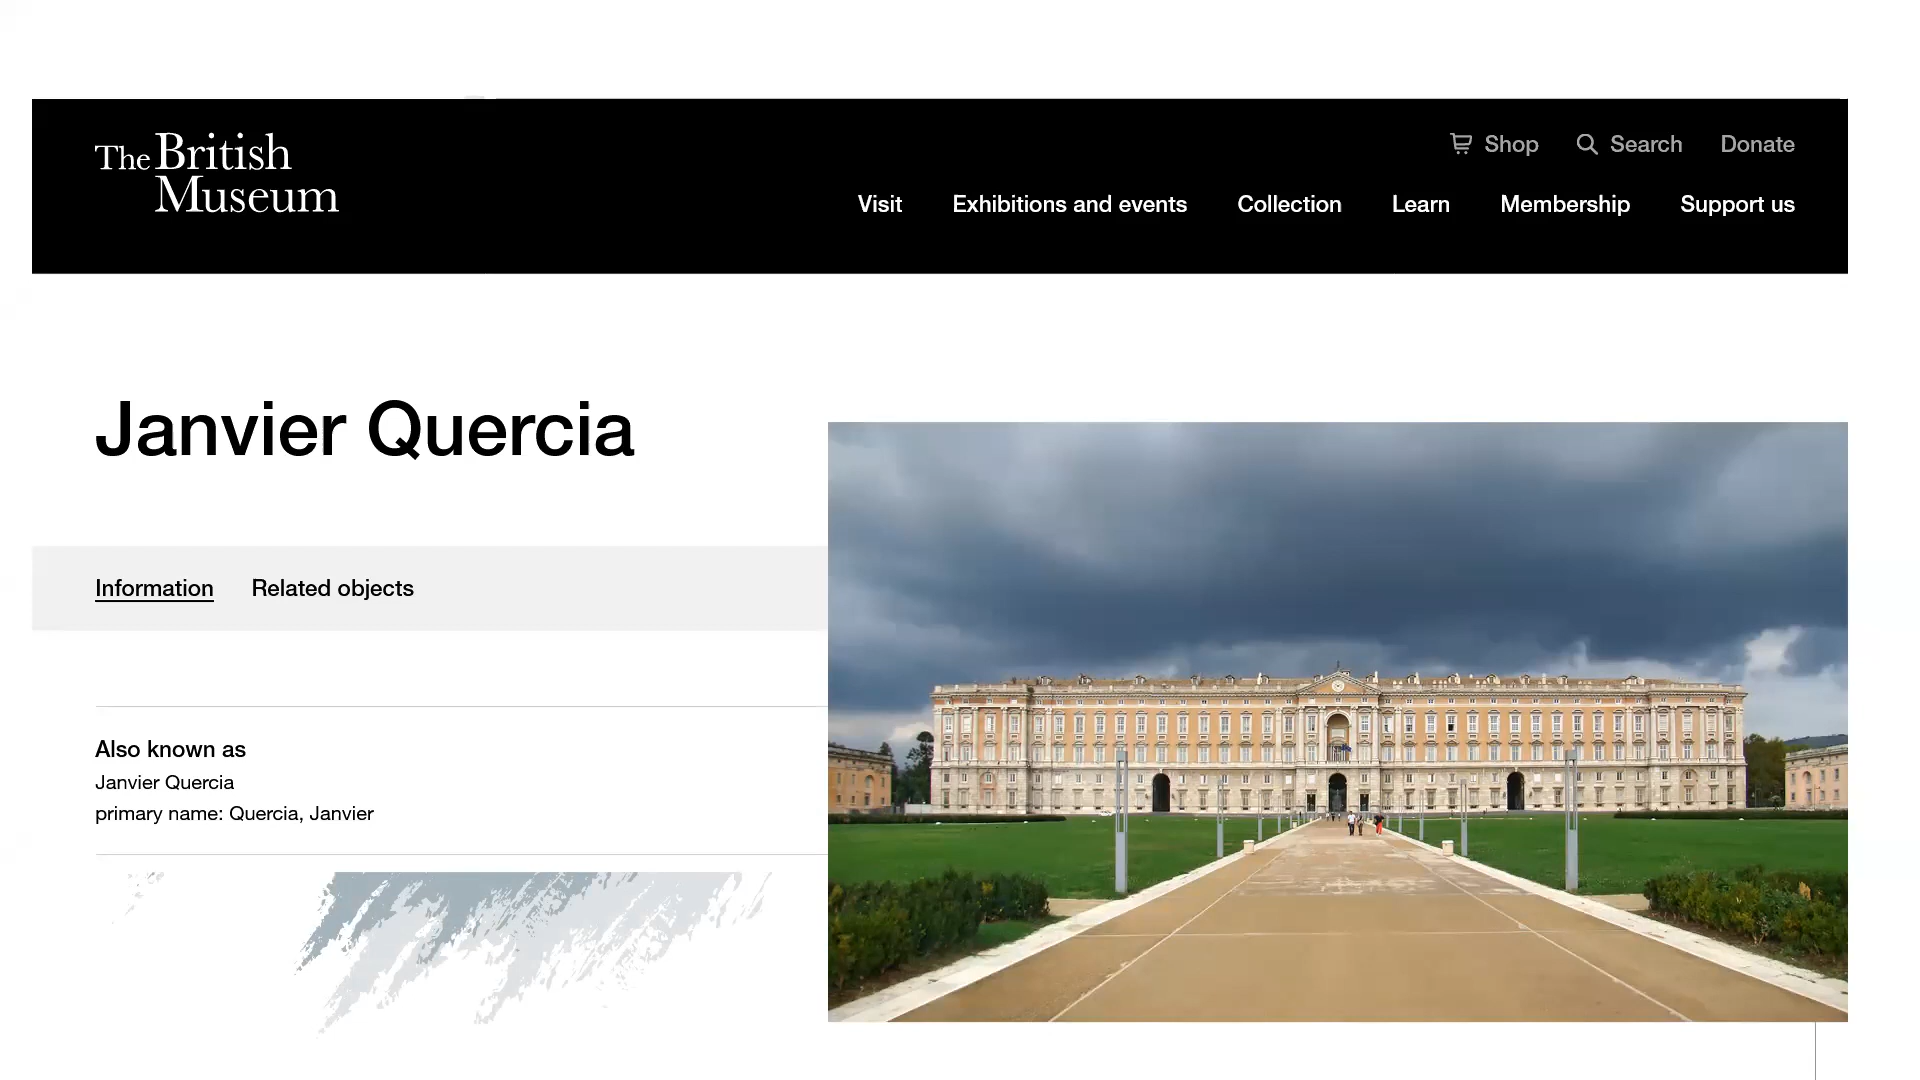 The British
Museum
Shop
Search
Donate
Visit
Exhibitions and events
Collection
Learn
Membership
Support us
Janvier Quercia
Information
Related objects
Also known as
Janvier Quercia
primary name: Quercia, Janvier